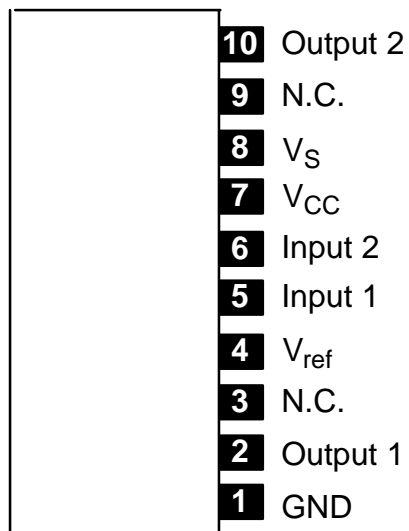 10 Output 2
9 N.C.
8 VS
7 VCC
6 Input 2
5 Input 1
4 Vref
3 N.C.
2 Output 1
1 GND